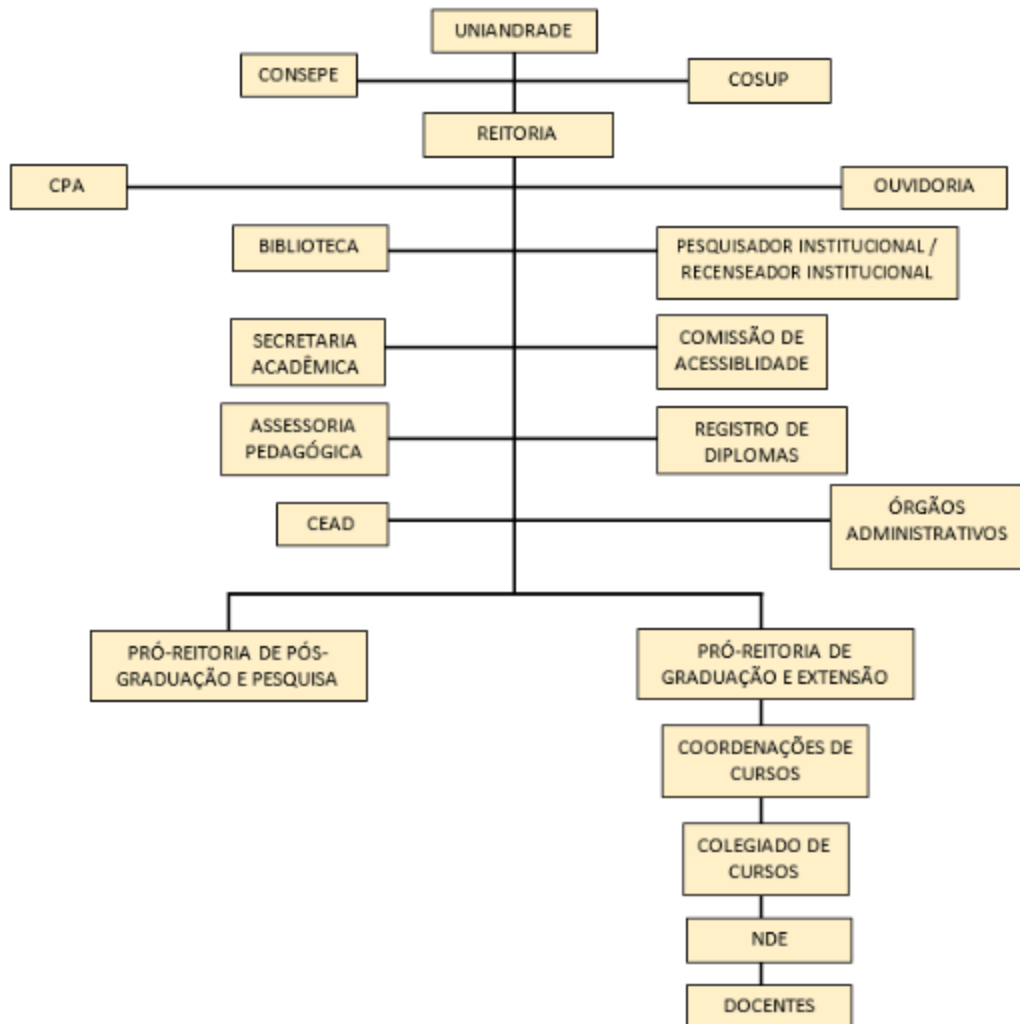 UNIANDRADE
CONSEPE
COSUP
REITORIA
CPA
OUVIDORIA
BIBLIOTECA
PESQUISADOR INSTITUCIONAL /
RECENSEADOR INSTITUCIONAL
SECRETARIA
ACADÊMICA
COMISSÃO DE
ACESSIBLIDADE
ASSESSORIA
PEDAGÓGICA
REGISTRO DE
DIPLOMAS
CEAD
ÓRGÃOS
ADMINISTRATIVOS
PRÓ-REITORIA DE PÓS-
GRADUAÇÃO E PESQUISA
PRÓ-REITORIA DE
GRADUAÇÃO E EXTENSÃO
COORDENAÇÕES DE
CURSOS
COLEGIADO DE
CURSOS
NDE
DOCENTES